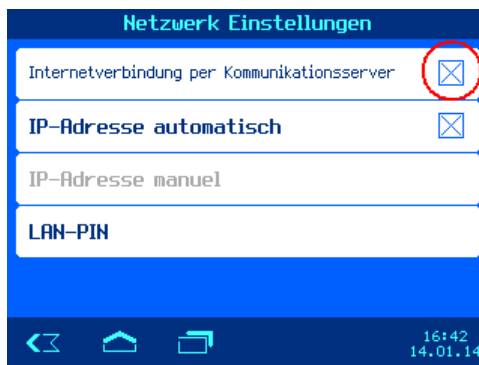 Netzwerk Einstellungen
Internetverbindung per Kommunikationsserver
IP-Adresse automatisch
IP-Adresse manuel
LAN-PIN
16:42
14.01.14